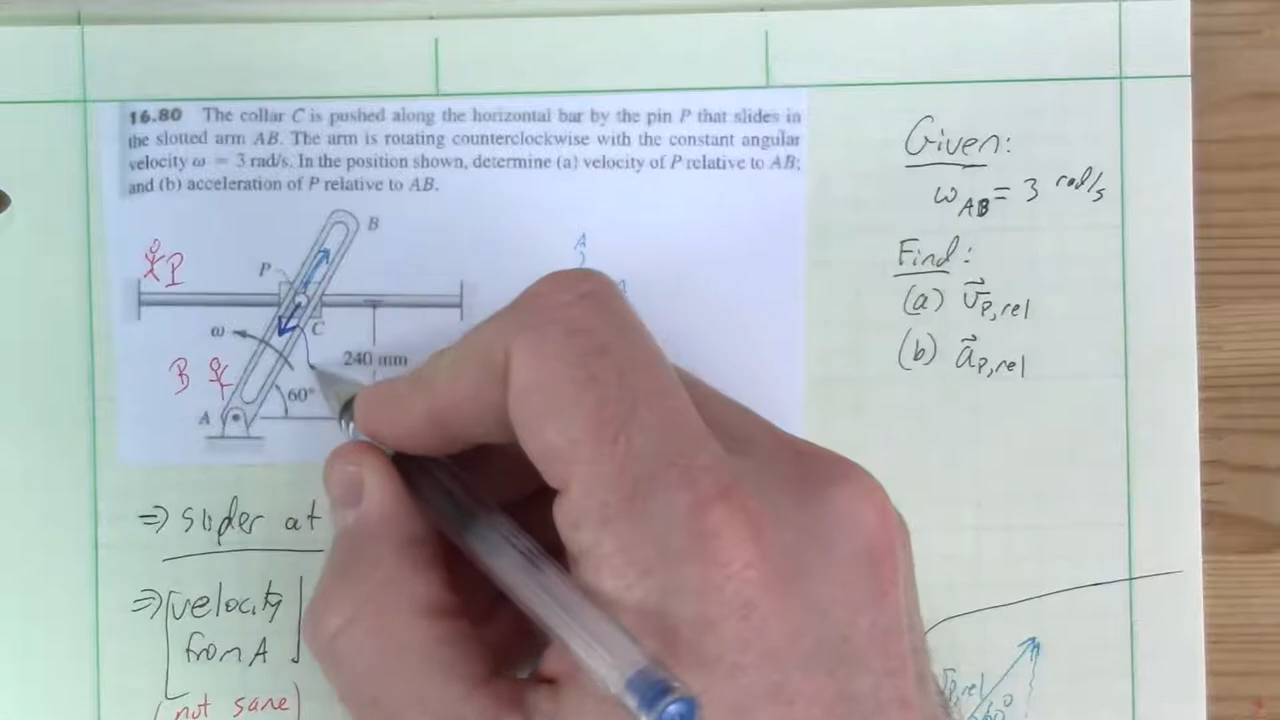 16.80 The collar C is pushed along the horizontal bar by the pin P that slides in
the slotted arm AB. The arm is rotating counterclockwise with the constant angular
velocity ω = 3 rad/s. In the position shown, determine (a) velocity of P relative to AB;
and (b) acceleration of P relative to AB.
B
P
P
ω
C
240 mm
B
60°
A
A
Given:
ω_AB = 3 rad/s
Find:
(a) v⃗_P,rel
(b) a⃗_P,rel
⇒ slider at
⇒ [velocity
from A]
(not same)
P,rel
60°